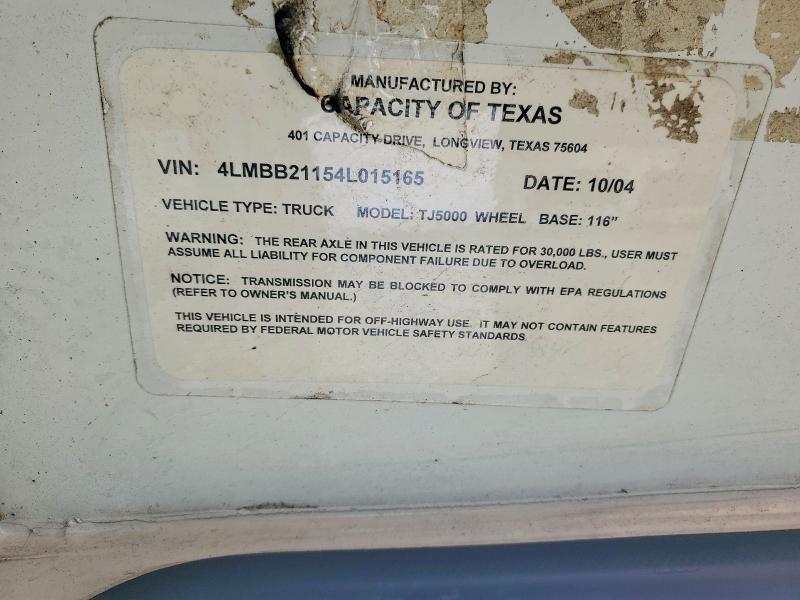 MANUFACTURED BY:
CAPACITY OF TEXAS
401 CAPACITY DRIVE, LONGVIEW, TEXAS 75604
VIN: 4LMBB21154L015165 DATE: 10/04
VEHICLE TYPE: TRUCK MODEL: TJ5000 WHEEL BASE: 116"
WARNING: THE REAR AXLE IN THIS VEHICLE IS RATED FOR 30,000 LBS., USER MUST
ASSUME ALL LIABILITY FOR COMPONENT FAILURE DUE TO OVERLOAD.
NOTICE: TRANSMISSION MAY BE BLOCKED TO COMPLY WITH EPA REGULATIONS
(REFER TO OWNER'S MANUAL.)
THIS VEHICLE IS INTENDED FOR OFF-HIGHWAY USE. IT MAY NOT CONTAIN FEATURES
REQUIRED BY FEDERAL MOTOR VEHICLE SAFETY STANDARDS.